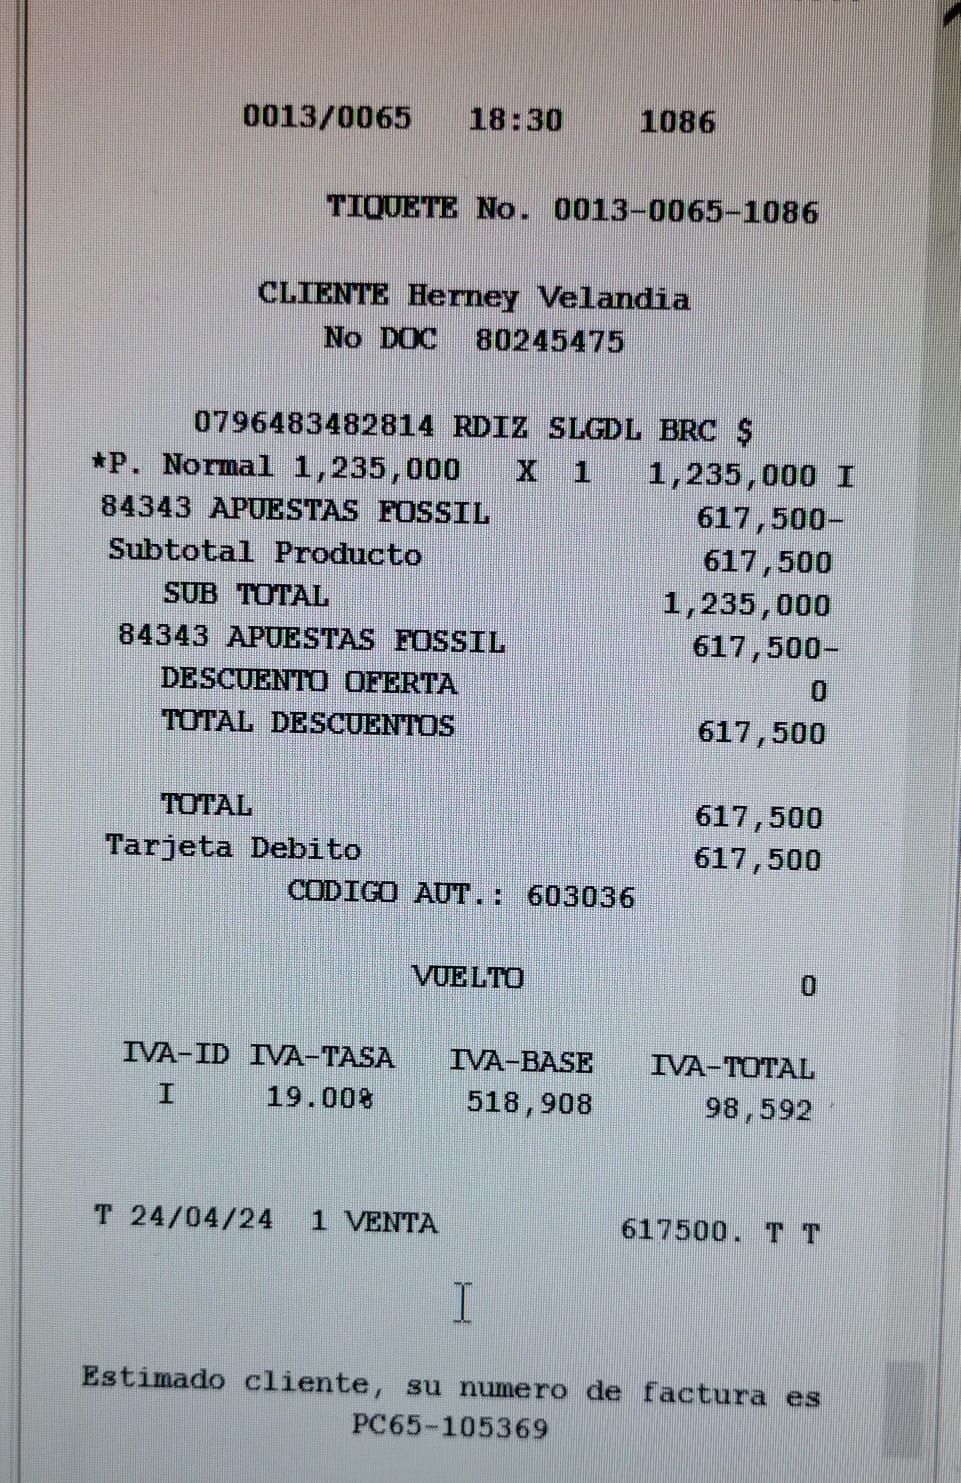 0013/0065 18:30 1086
TIQUETE No. 0013-0065-1086
CLIENTE Herney Velandia
No DOC 80245475
0796483482814 RDIZ SLGDL BRC $
*P. Normal 1,235,000 X 1 1,235,000 I
84343 APUESTAS FOSSIL 617,500-
Subtotal Producto 617,500
SUB TOTAL 1,235,000
84343 APUESTAS FOSSIL 617,500-
DESCUENTO OFERTA 0
TOTAL DESCUENTOS 617,500
TOTAL 617,500
Tarjeta Debito 617,500
CODIGO AUT.: 603036
VUELTO 0
IVA-ID IVA-TASA IVA-BASE IVA-TOTAL
I 19.00% 518,908 98,592
T 24/04/24 1 VENTA 617500. T T
Estimado cliente, su numero de factura es
PC65-105369